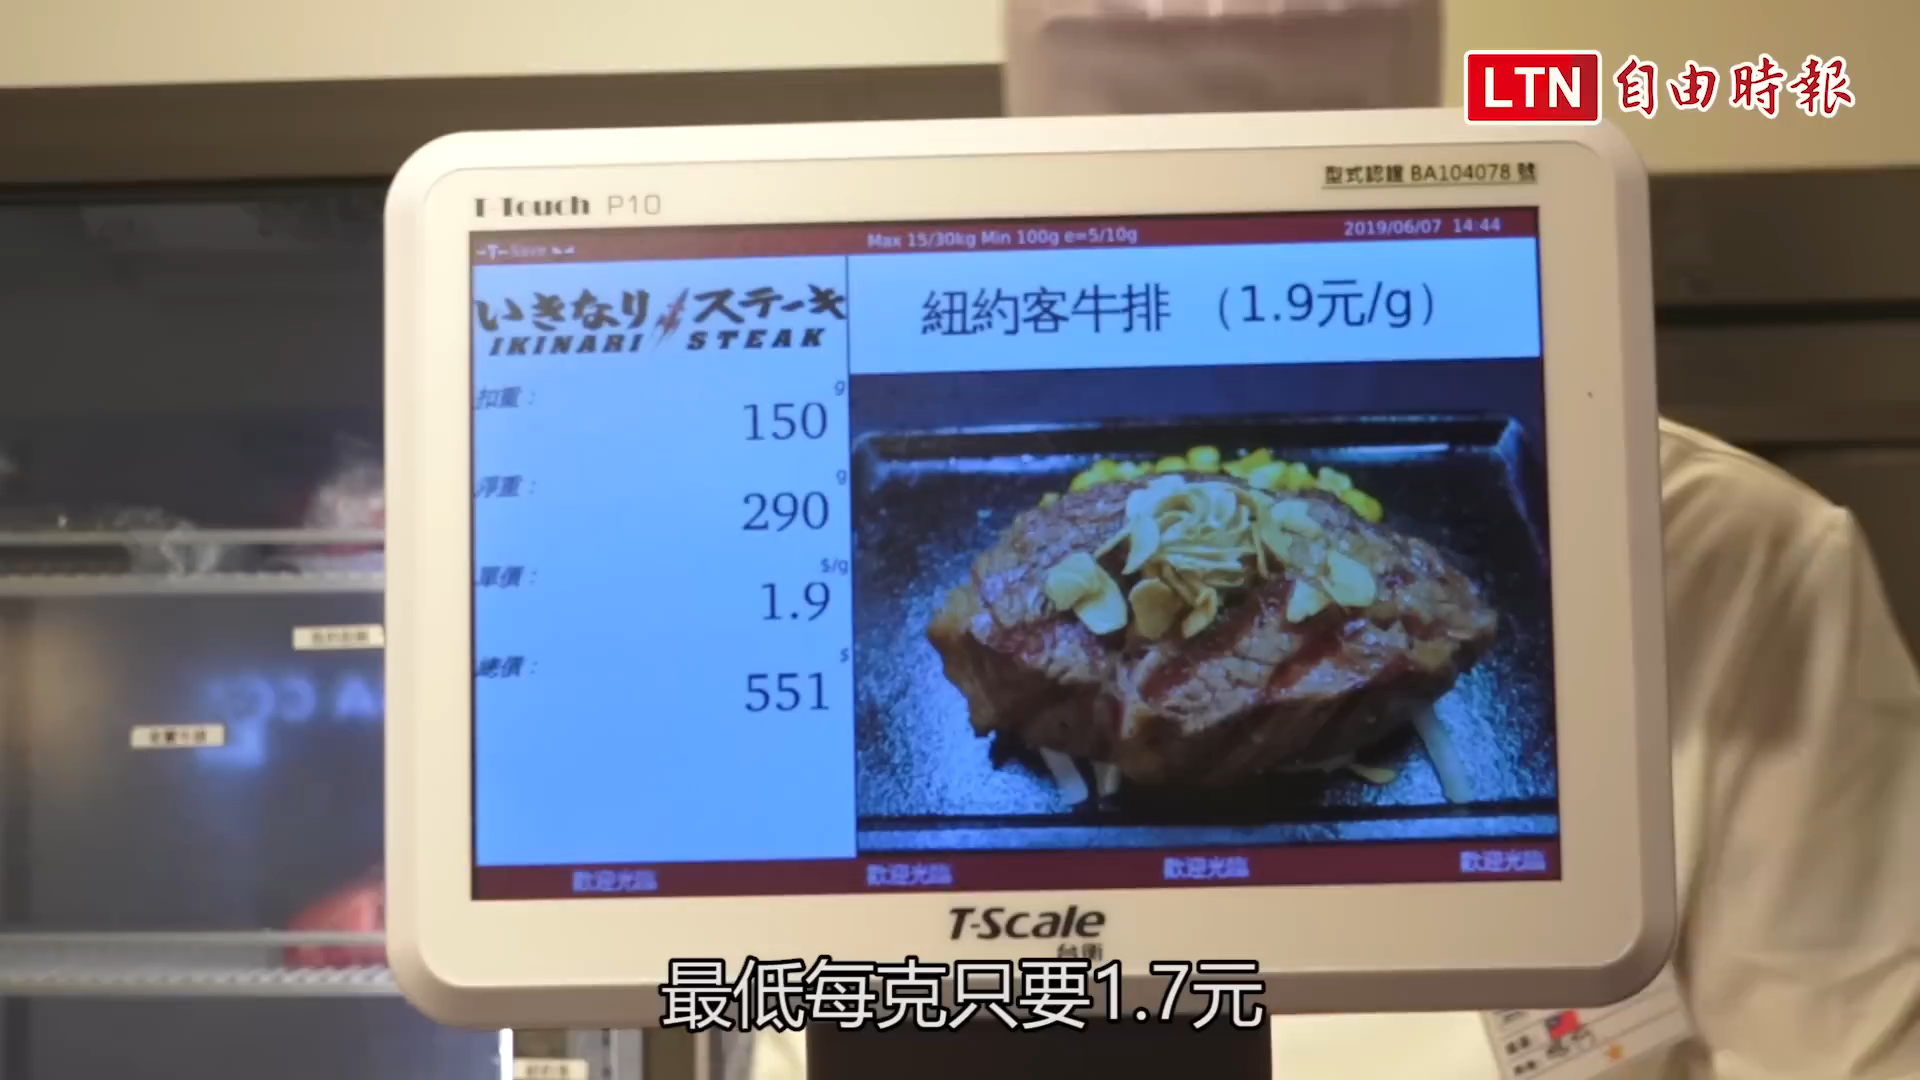 LTN 自由時報
T-Touch P10
型式認證 BA104078 號
Max 15/30kg Min 100g e=5/10g
2019/06/07 14:44
いきなりステーキ
IKINARI STEAK
紐約客牛排 （1.9元/g）
扣重：
g
150
淨重：
g
290
單價：
$/g
1.9
總價：
$
551
歡迎光臨 歡迎光臨 歡迎光臨 歡迎光臨
T-Scale
台衡
最低每克只要1.7元